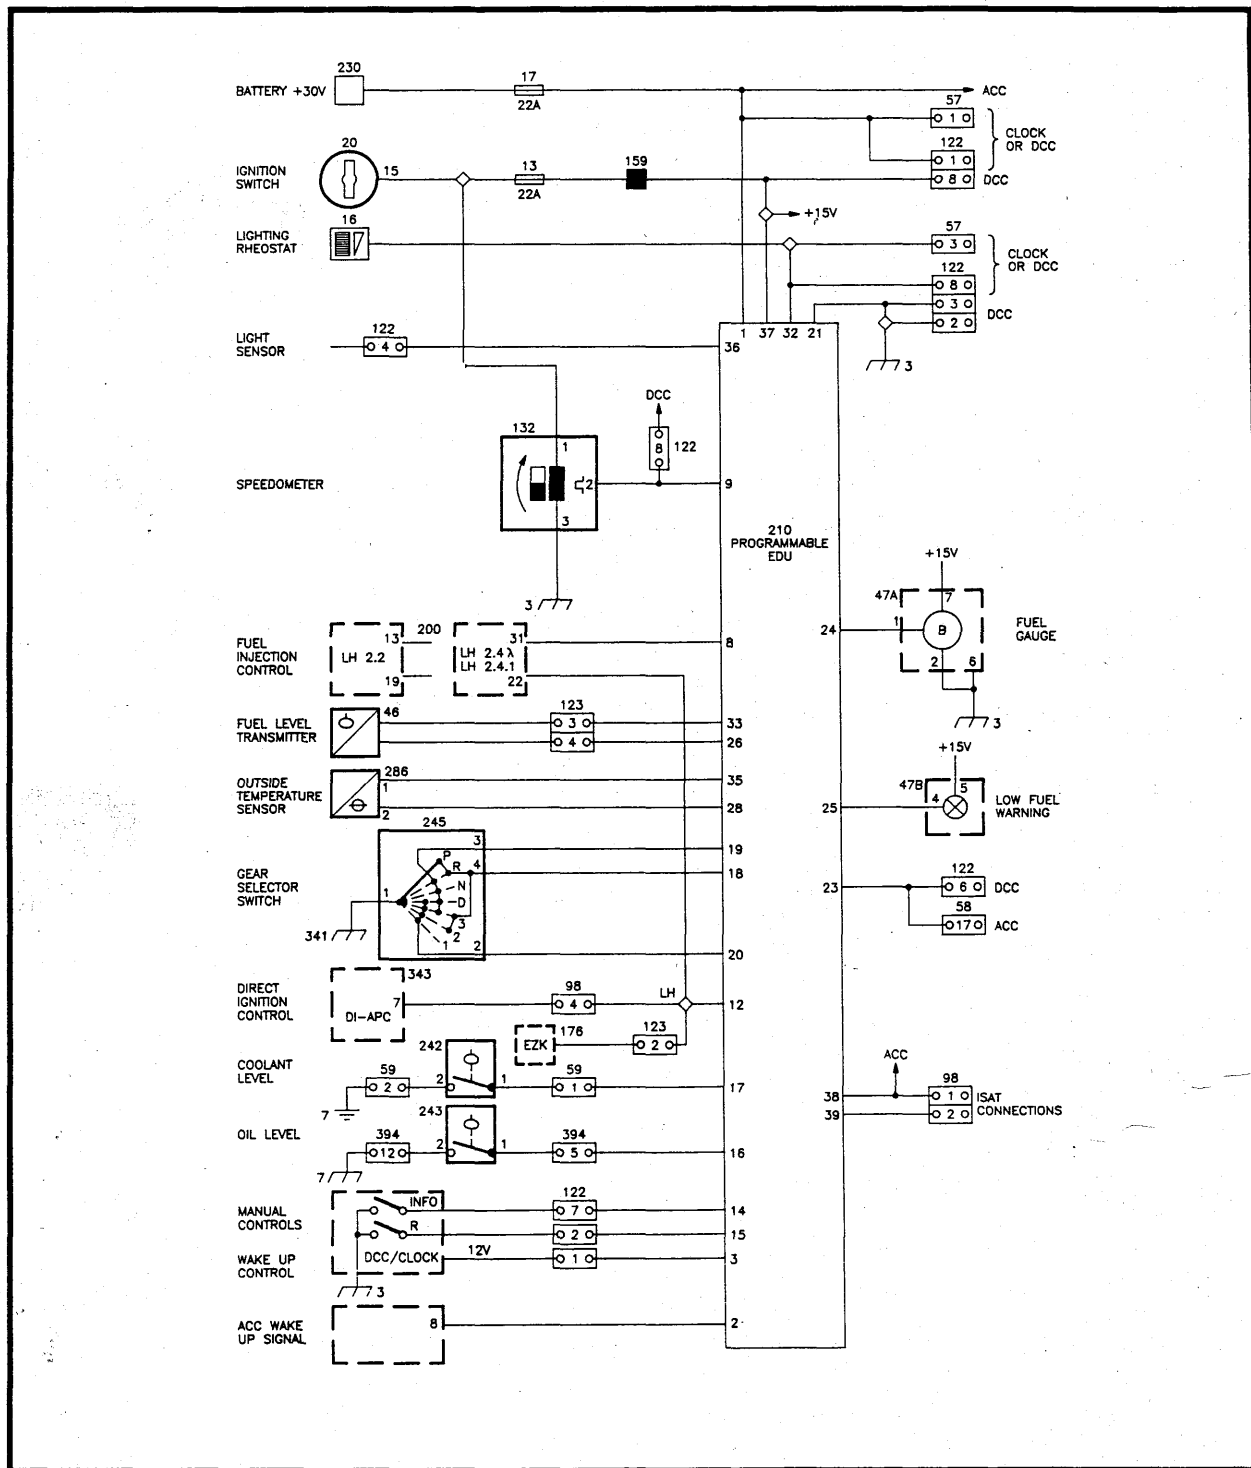 230
17
BATTERY +30V
ACC
22A
57
1
CLOCK
OR DCC
20
122
1
IGNITION
SWITCH
15
13
159
8 DCC
22A
16
+15V
LIGHTING
RHEOSTAT
57
3
CLOCK
OR DCC
122
8
3
DCC
2
1 37 32 21
LIGHT
SENSOR
122
4
36
3
DCC
132
1
8
122
SPEEDOMETER
2
9
3
210
PROGRAMMABLE
EDU
+15V
3
47A
7
FUEL
INJECTION
CONTROL
13
200
31
8
24
1
B
FUEL
GAUGE
LH 2.2
LH 2.4 λ
LH 2.4.1
19
22
2
6
FUEL LEVEL
TRANSMITTER
46
123
3
33
3
4
26
+15V
OUTSIDE
TEMPERATURE
SENSOR
286
1
35
47B
5
2
28
25
4
LOW FUEL
WARNING
245
3
19
P
R
4
18
GEAR
SELECTOR
SWITCH
1
N
D
3
2
1
2
20
341
23
122
6
DCC
58
17
ACC
DIRECT
IGNITION
CONTROL
343
7
DI-APC
98
4
LH
12
EZK
176
123
2
COOLANT
LEVEL
242
59
2
2
1
59
1
17
7
ACC
38
98
1
ISAT
CONNECTIONS
39
2
OIL LEVEL
243
394
12
2
1
394
5
16
7
MANUAL
CONTROLS
INFO
122
7
14
R
2
15
WAKE UP
CONTROL
DCC/CLOCK
12V
1
3
3
ACC WAKE
UP SIGNAL
8
2